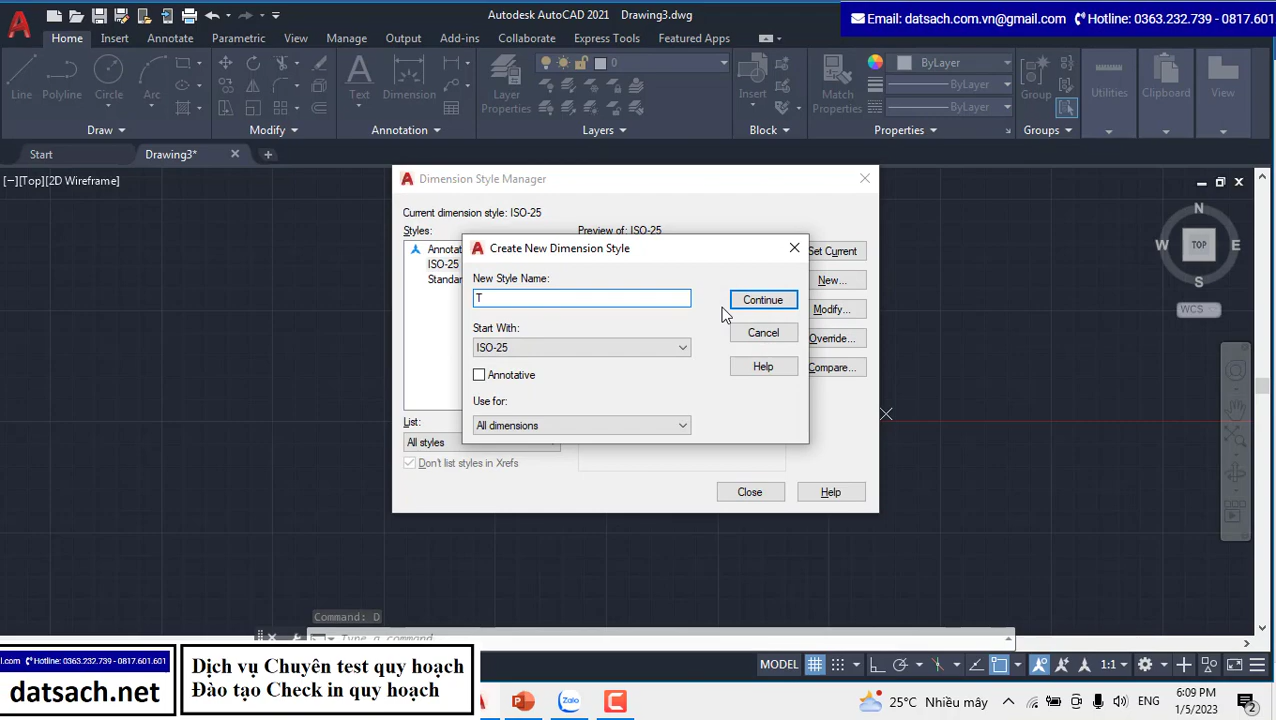 Autodesk AutoCAD 2021 Drawing3.dwg
Email: datsach.com.vn@gmail.com Hotline: 0363.232.739 - 0817.601
Home Insert Annotate Parametric View Manage Output Add-ins Collaborate Express Tools Featured Apps
0
ByLayer
Line Polyline Circle Arc
Text Dimension
Layer Properties
Insert
Match Properties
ByLayer
ByLayer
Group
Utilities Clipboard View
Draw Modify Annotation Layers Block Properties Groups
Start Drawing3*
[−][Top][2D Wireframe]
N
W TOP E
S
WCS
Dimension Style Manager
Current dimension style: ISO-25
Styles:
Preview of: ISO-25
Annotat
ISO-25
Standar
Set Current
New...
Modify...
Override...
Compare...
Create New Dimension Style
New Style Name:
T
Continue
Start With:
Cancel
ISO-25
Help
Annotative
Use for:
All dimensions
List:
All styles
Don't list styles in Xrefs
Close Help
Command: D
Type a command
.com Hotline: 0363.232.739 - 0817.601.601
datsach.net
Dịch vụ Chuyên test quy hoạch
Đào tạo Check in quy hoạch
MODEL 1:1
25°C Nhiều mây
ENG
6:09 PM
1/5/2023
2